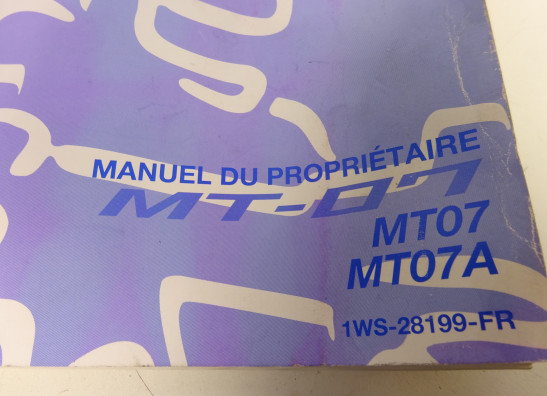 MANUEL DU PROPRIÉTAIRE
MT-07
MT07
MT07A
1WS-28199-FR